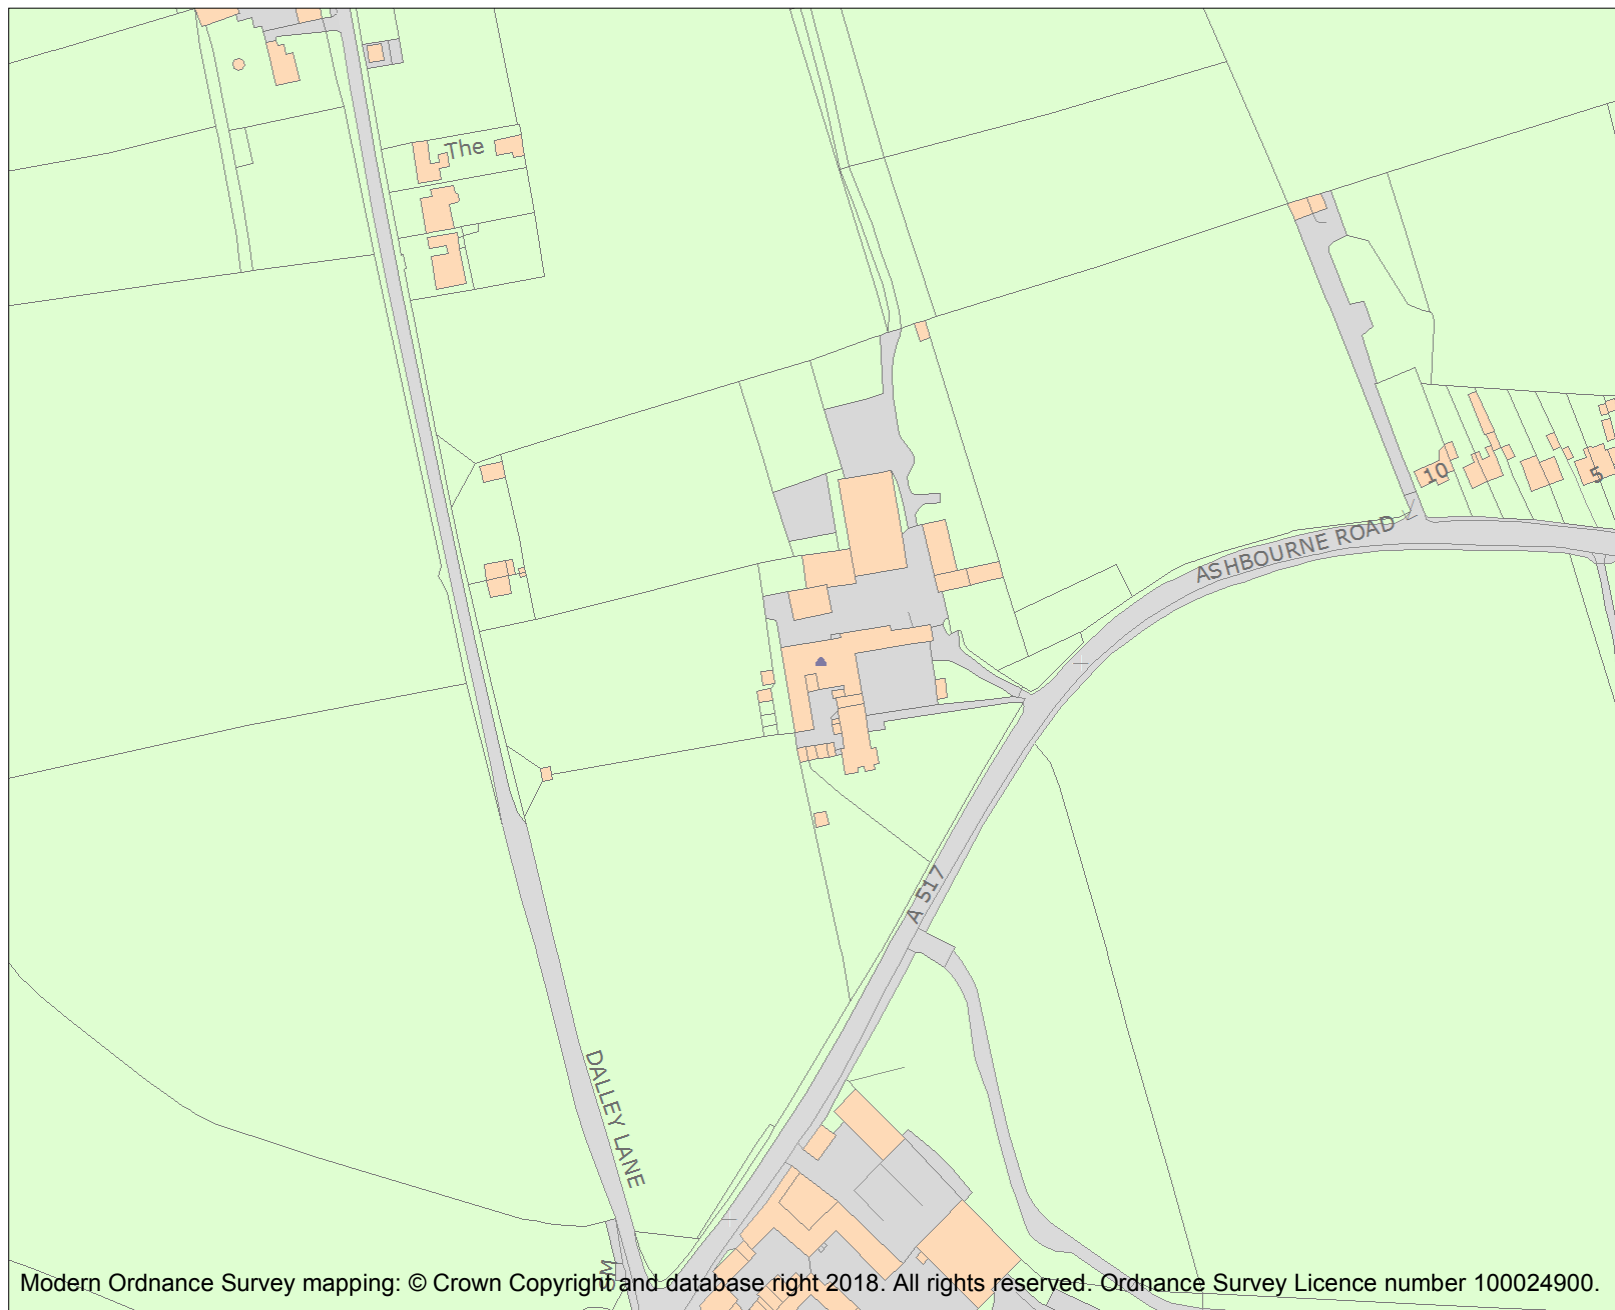 The
10
5
ASHBOURNE ROAD
A 517
DALLEY LANE
Modern Ordnance Survey mapping: © Crown Copyright and database right 2018. All rights reserved. Ordnance Survey Licence number 100024900.